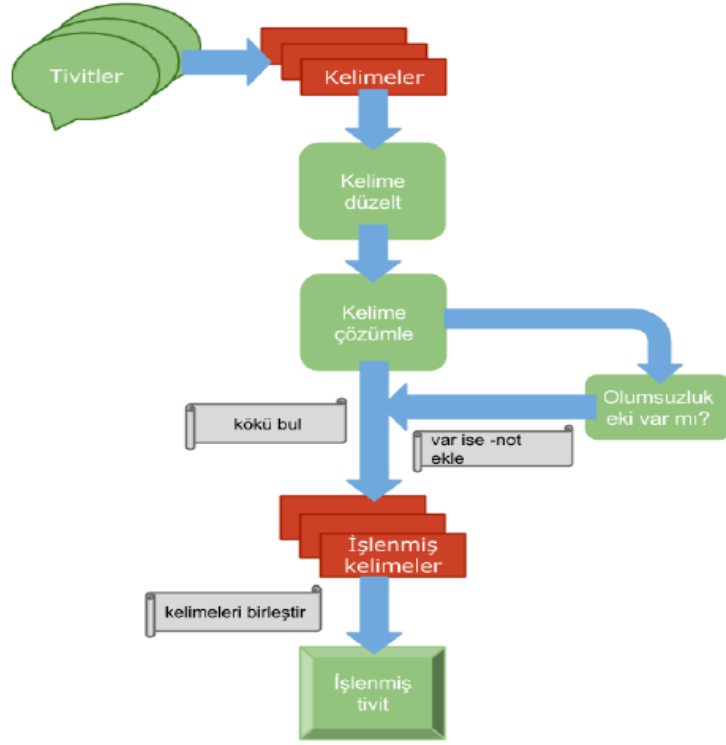 Tivitler
Kelimeler
Kelime
düzelt
Kelime
çözümle
Olumsuzluk
eki var mı?
kökü bul
var ise -not
ekle
İşlenmiş
kelimeler
kelimeleri birleştir
İşlenmiş
tivit